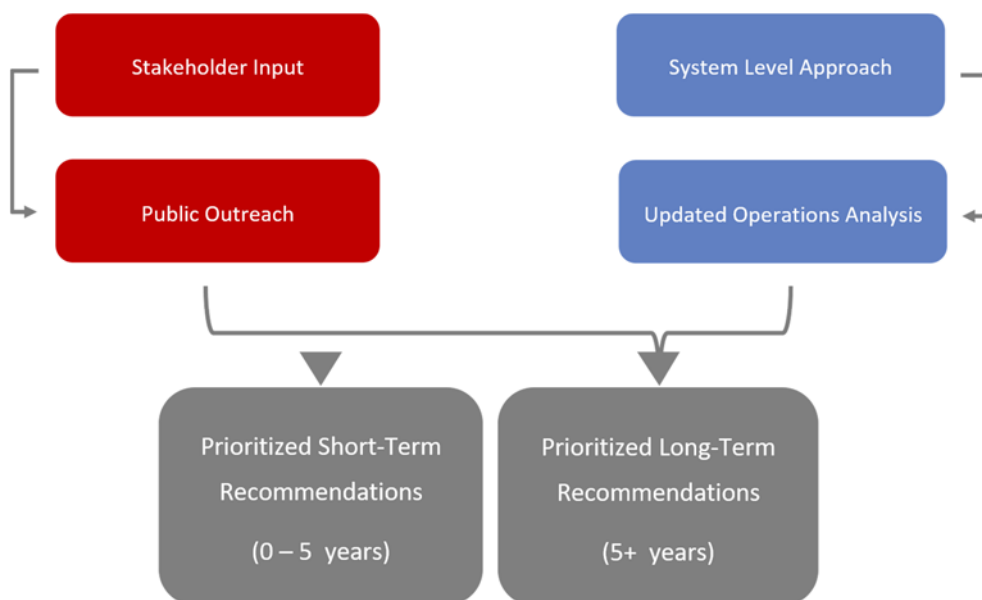 Stakeholder Input
System Level Approach
Public Outreach
Updated Operations Analysis
Prioritized Short-Term
Recommendations
(0 – 5 years)
Prioritized Long-Term
Recommendations
(5+ years)